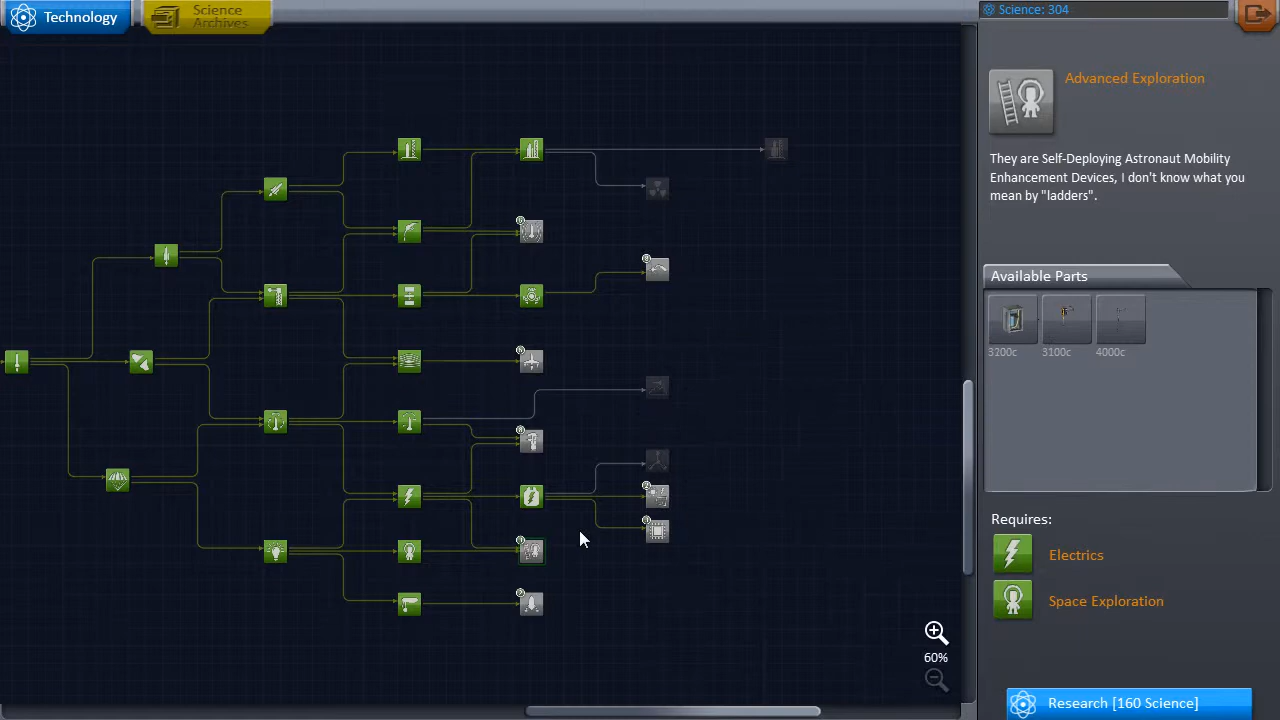 Technology
Science
Archives
Science: 304
Advanced Exploration
They are Self-Deploying Astronaut Mobility
Enhancement Devices, I don't know what you
mean by "ladders".
Available Parts
3200c 3100c 4000c
Requires:
Electrics
Space Exploration
60%
Research [160 Science]